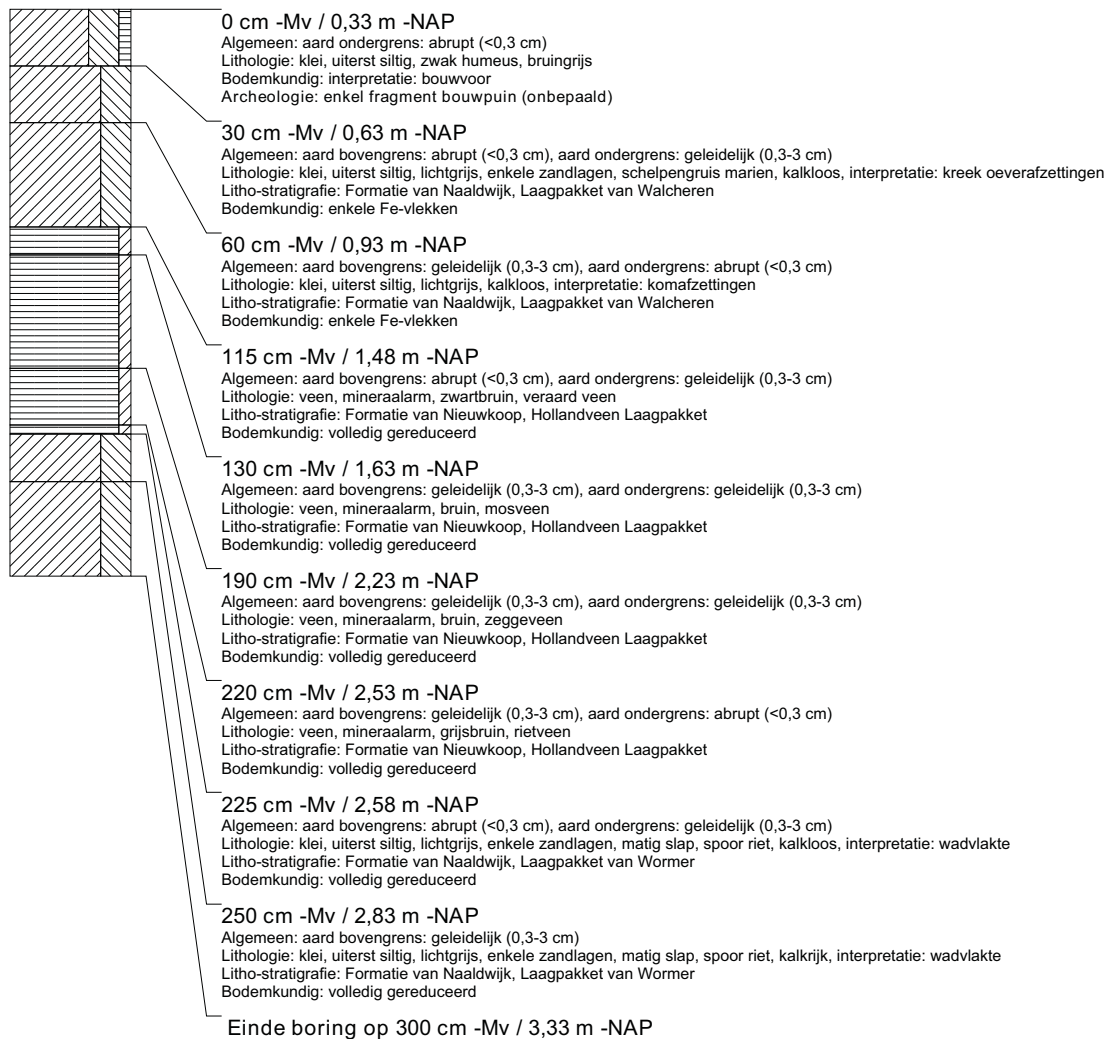 0 cm -Mv / 0,33 m -NAP
Algemeen: aard ondergrens: abrupt (<0,3 cm)
Lithologie: klei, uiterst siltig, zwak humeus, bruingrijs
Bodemkundig: interpretatie: bouwvoor
Archeologie: enkel fragment bouwpuin (onbepaald)
30 cm -Mv / 0,63 m -NAP
Algemeen: aard bovengrens: abrupt (<0,3 cm), aard ondergrens: geleidelijk (0,3-3 cm)
Lithologie: klei, uiterst siltig, lichtgrijs, enkele zandlagen, schelpengruis marien, kalkloos, interpretatie: kreek oeverafzettingen
Litho-stratigrafie: Formatie van Naaldwijk, Laagpakket van Walcheren
Bodemkundig: enkele Fe-vlekken
60 cm -Mv / 0,93 m -NAP
Algemeen: aard bovengrens: geleidelijk (0,3-3 cm), aard ondergrens: abrupt (<0,3 cm)
Lithologie: klei, uiterst siltig, lichtgrijs, kalkloos, interpretatie: komafzettingen
Litho-stratigrafie: Formatie van Naaldwijk, Laagpakket van Walcheren
Bodemkundig: enkele Fe-vlekken
115 cm -Mv / 1,48 m -NAP
Algemeen: aard bovengrens: abrupt (<0,3 cm), aard ondergrens: geleidelijk (0,3-3 cm)
Lithologie: veen, mineraalarm, zwartbruin, veraard veen
Litho-stratigrafie: Formatie van Nieuwkoop, Hollandveen Laagpakket
Bodemkundig: volledig gereduceerd
130 cm -Mv / 1,63 m -NAP
Algemeen: aard bovengrens: geleidelijk (0,3-3 cm), aard ondergrens: geleidelijk (0,3-3 cm)
Lithologie: veen, mineraalarm, bruin, mosveen
Litho-stratigrafie: Formatie van Nieuwkoop, Hollandveen Laagpakket
Bodemkundig: volledig gereduceerd
190 cm -Mv / 2,23 m -NAP
Algemeen: aard bovengrens: geleidelijk (0,3-3 cm), aard ondergrens: geleidelijk (0,3-3 cm)
Lithologie: veen, mineraalarm, bruin, zeggeveen
Litho-stratigrafie: Formatie van Nieuwkoop, Hollandveen Laagpakket
Bodemkundig: volledig gereduceerd
220 cm -Mv / 2,53 m -NAP
Algemeen: aard bovengrens: geleidelijk (0,3-3 cm), aard ondergrens: abrupt (<0,3 cm)
Lithologie: veen, mineraalarm, grijsbruin, rietveen
Litho-stratigrafie: Formatie van Nieuwkoop, Hollandveen Laagpakket
Bodemkundig: volledig gereduceerd
225 cm -Mv / 2,58 m -NAP
Algemeen: aard bovengrens: abrupt (<0,3 cm), aard ondergrens: geleidelijk (0,3-3 cm)
Lithologie: klei, uiterst siltig, lichtgrijs, enkele zandlagen, matig slap, spoor riet, kalkloos, interpretatie: wadvlakte
Litho-stratigrafie: Formatie van Naaldwijk, Laagpakket van Wormer
Bodemkundig: volledig gereduceerd
250 cm -Mv / 2,83 m -NAP
Algemeen: aard bovengrens: geleidelijk (0,3-3 cm)
Lithologie: klei, uiterst siltig, lichtgrijs, enkele zandlagen, matig slap, spoor riet, kalkrijk, interpretatie: wadvlakte
Litho-stratigrafie: Formatie van Naaldwijk, Laagpakket van Wormer
Bodemkundig: volledig gereduceerd
Einde boring op 300 cm -Mv / 3,33 m -NAP